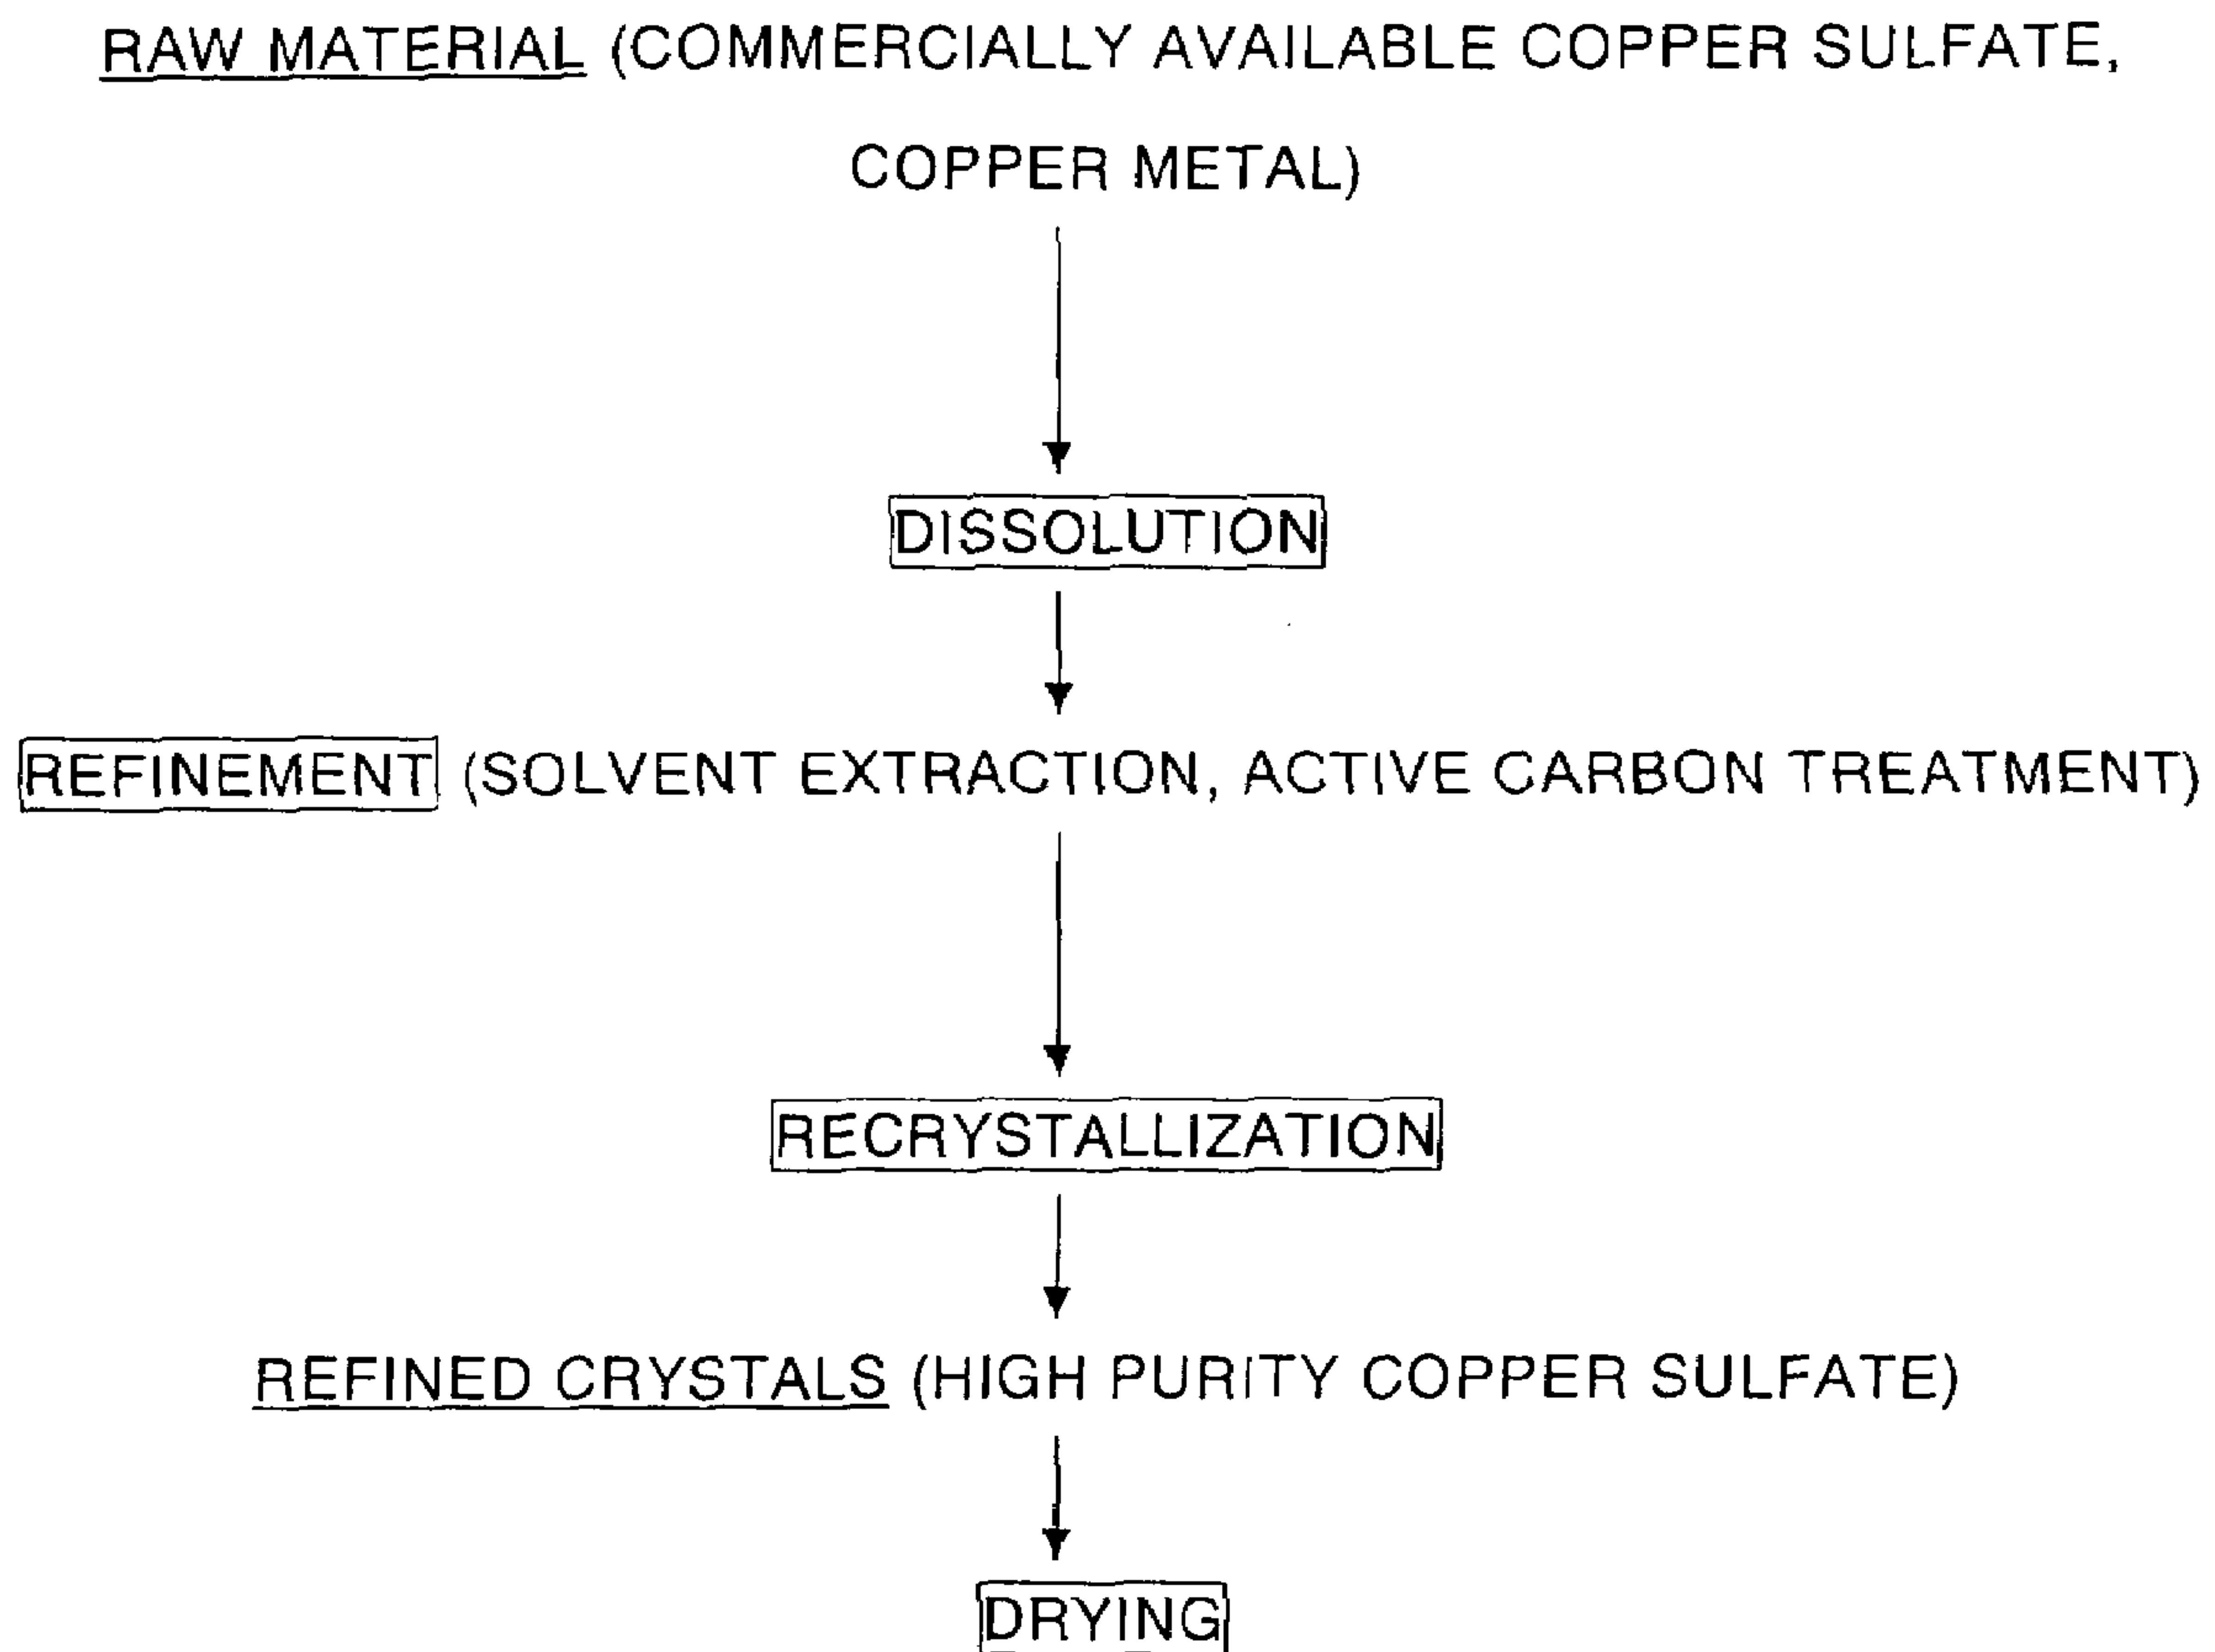 RAW MATERIAL (COMMERCIALLY AVAILABLE COPPER SULFATE,
COPPER METAL)
DISSOLUTION
REFINEMENT (SOLVENT EXTRACTION, ACTIVE CARBON TREATMENT)
RECRYSTALLIZATION
REFINED CRYSTALS (HIGH PURITY COPPER SULFATE)
DRYING